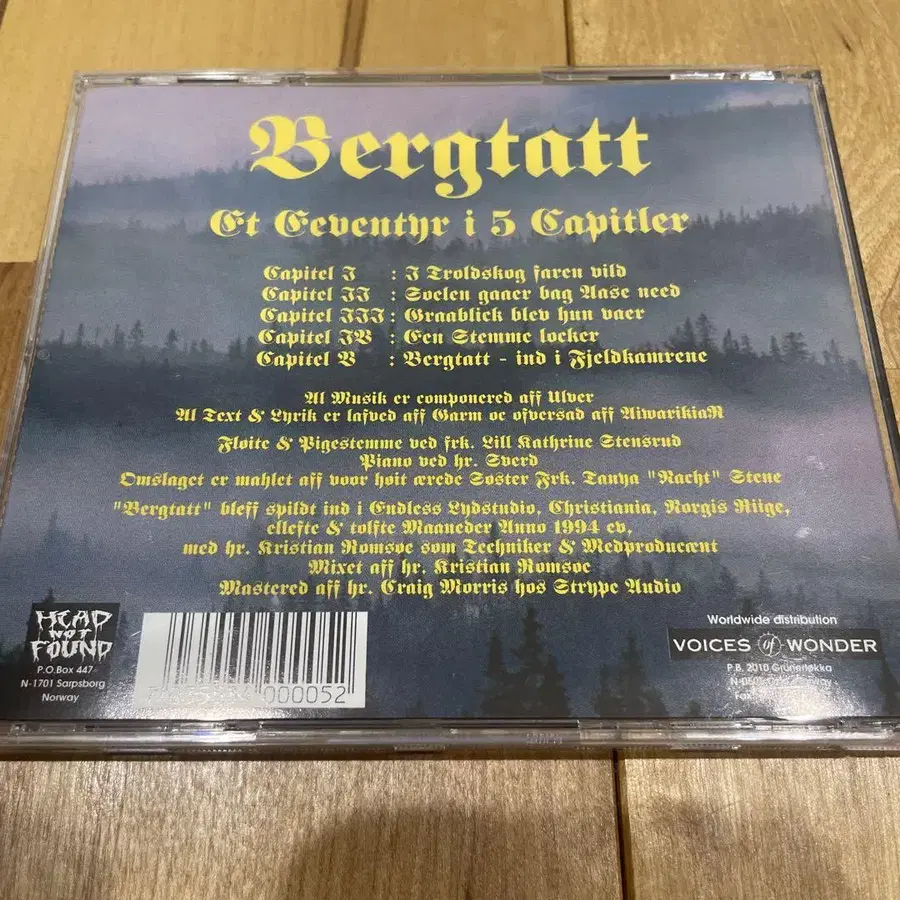 Bergtatt
Et Eeventyr i 5 Capitler
Capitel I : I Troldskog faren vild
Capitel II : Soelen gaaer bag Aase need
Capitel III : Graablick blev hun vaer
Capitel IV : Een Stemme locker
Capitel V : Bergtatt - ind i Fjeldkamrene
Al Musik er componered aff Ulver
Al Text & Lyrik er lafved aff Garm oc ofversad aff AiwarikiaR
Fløite & Pigestemme ved frk. Lill Kathrine Stensrud
Piano ved hr. Sverd
Omslaget er mahlet aff voor høit ærede Søster Frk. Tanya "Nacht" Stene
"Bergtatt" bleff spildt ind i Endless Lydstudio, Christiania, Norgis Riige,
ellefte & tolfte Maaneder Anno 1994 ev.
med hr. Kristian Romsøe som Techniker & Medproducænt
Mixet aff hr. Kristian Romsøe
Mastered aff hr. Craig Morris hos Strype Audio
HEAD
NOT
FOUND
P.O.Box 447
N-1701 Sarpsborg
Norway
000052
Worldwide distribution
VOICES of WONDER
P.B. 2010 Grünerløkka